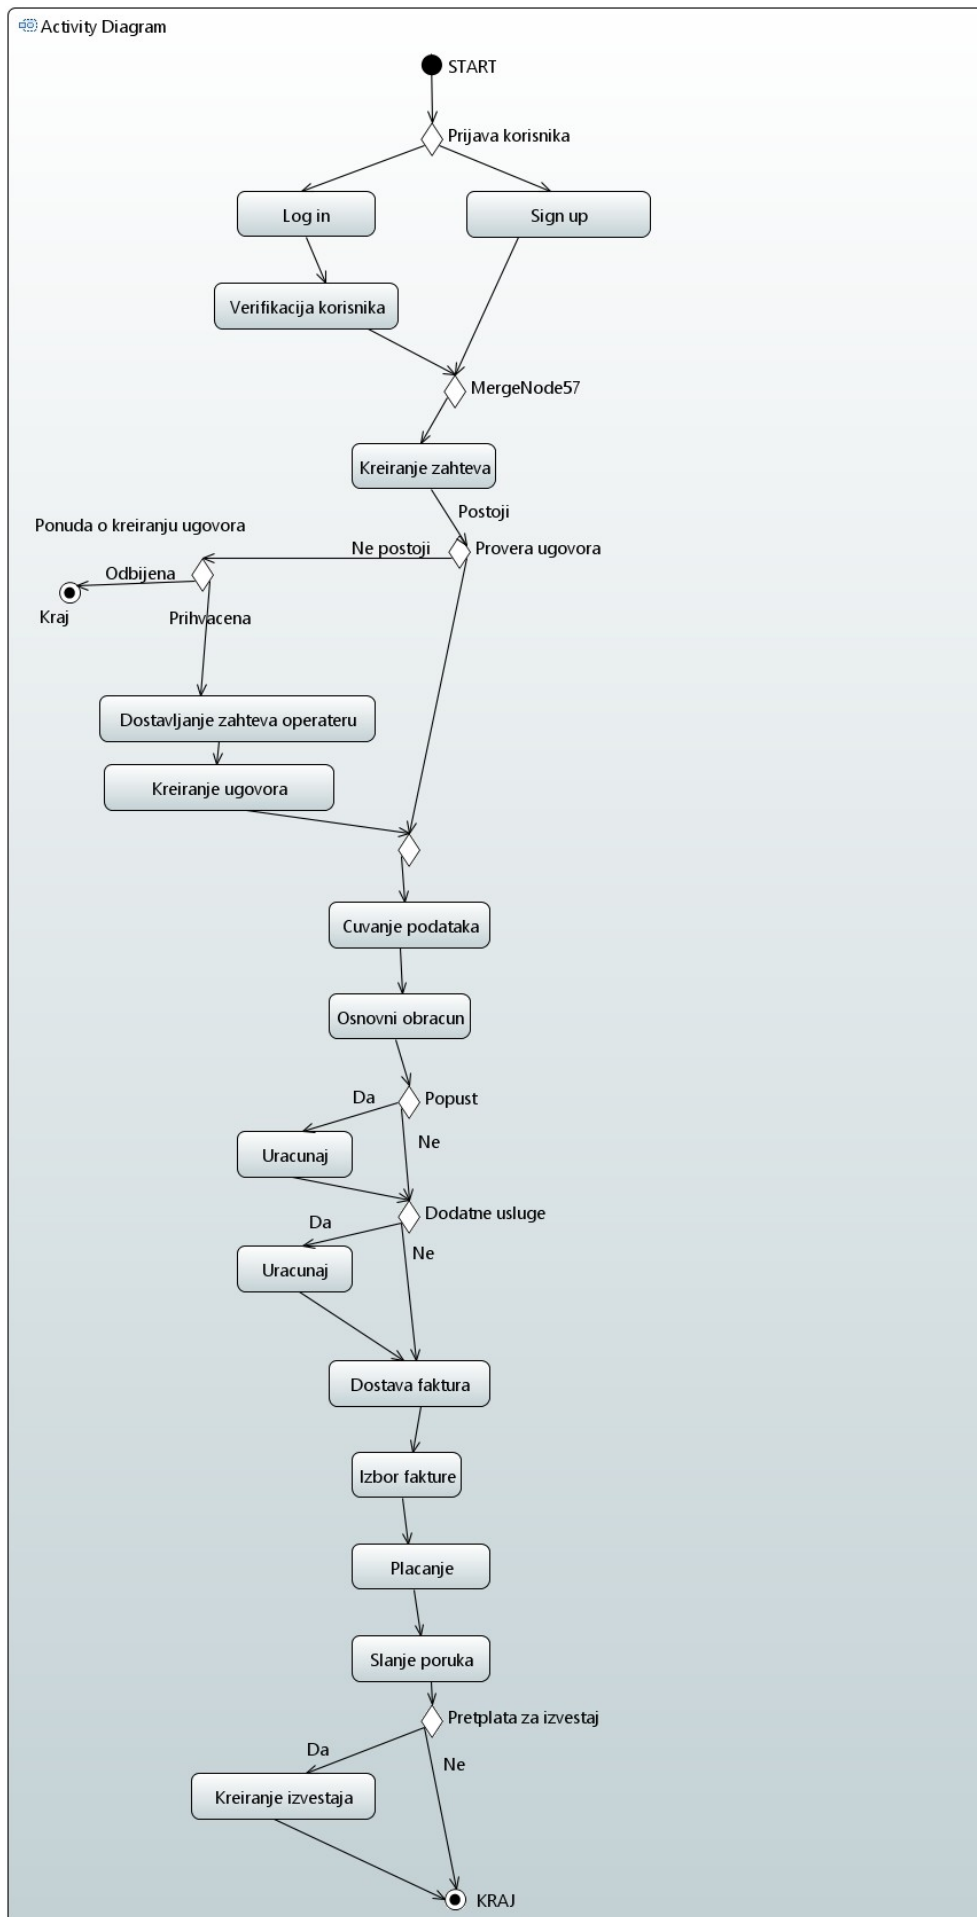 Activity Diagram
START
Prijava korisnika
Log in
Sign up
Verifikacija korisnika
MergeNode57
Kreiranje zahteva
Postoji
Ponuda o kreiranju ugovora
Ne postoji
Provera ugovora
Odbijena
Kraj
Prihvacena
Dostavljanje zahteva operateru
Kreiranje ugovora
Cuvanje podataka
Osnovni obracun
Da
Popust
Ne
Uracunaj
Dodatne usluge
Da
Ne
Uracunaj
Dostava faktura
Izbor fakture
Placanje
Slanje poruka
Pretplata za izvestaj
Da
Ne
Kreiranje izvestaja
KRAJ